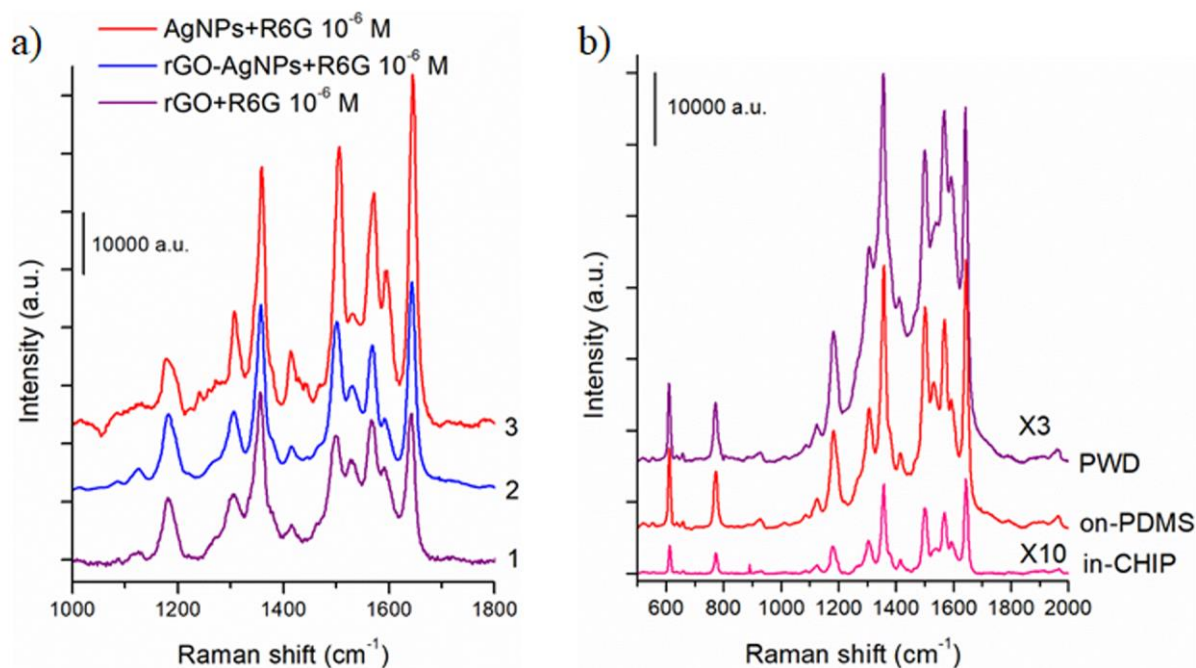 a)
AgNPs+R6G 10⁻⁶ M
rGO-AgNPs+R6G 10⁻⁶ M
rGO+R6G 10⁻⁶ M
10000 a.u.
Intensity (a.u.)
3
2
1
1000 1200 1400 1600 1800
Raman shift (cm⁻¹)
b)
10000 a.u.
Intensity (a.u.)
X3
PWD
on-PDMS
X10 in-CHIP
600 800 1000 1200 1400 1600 1800 2000
Raman shift (cm⁻¹)